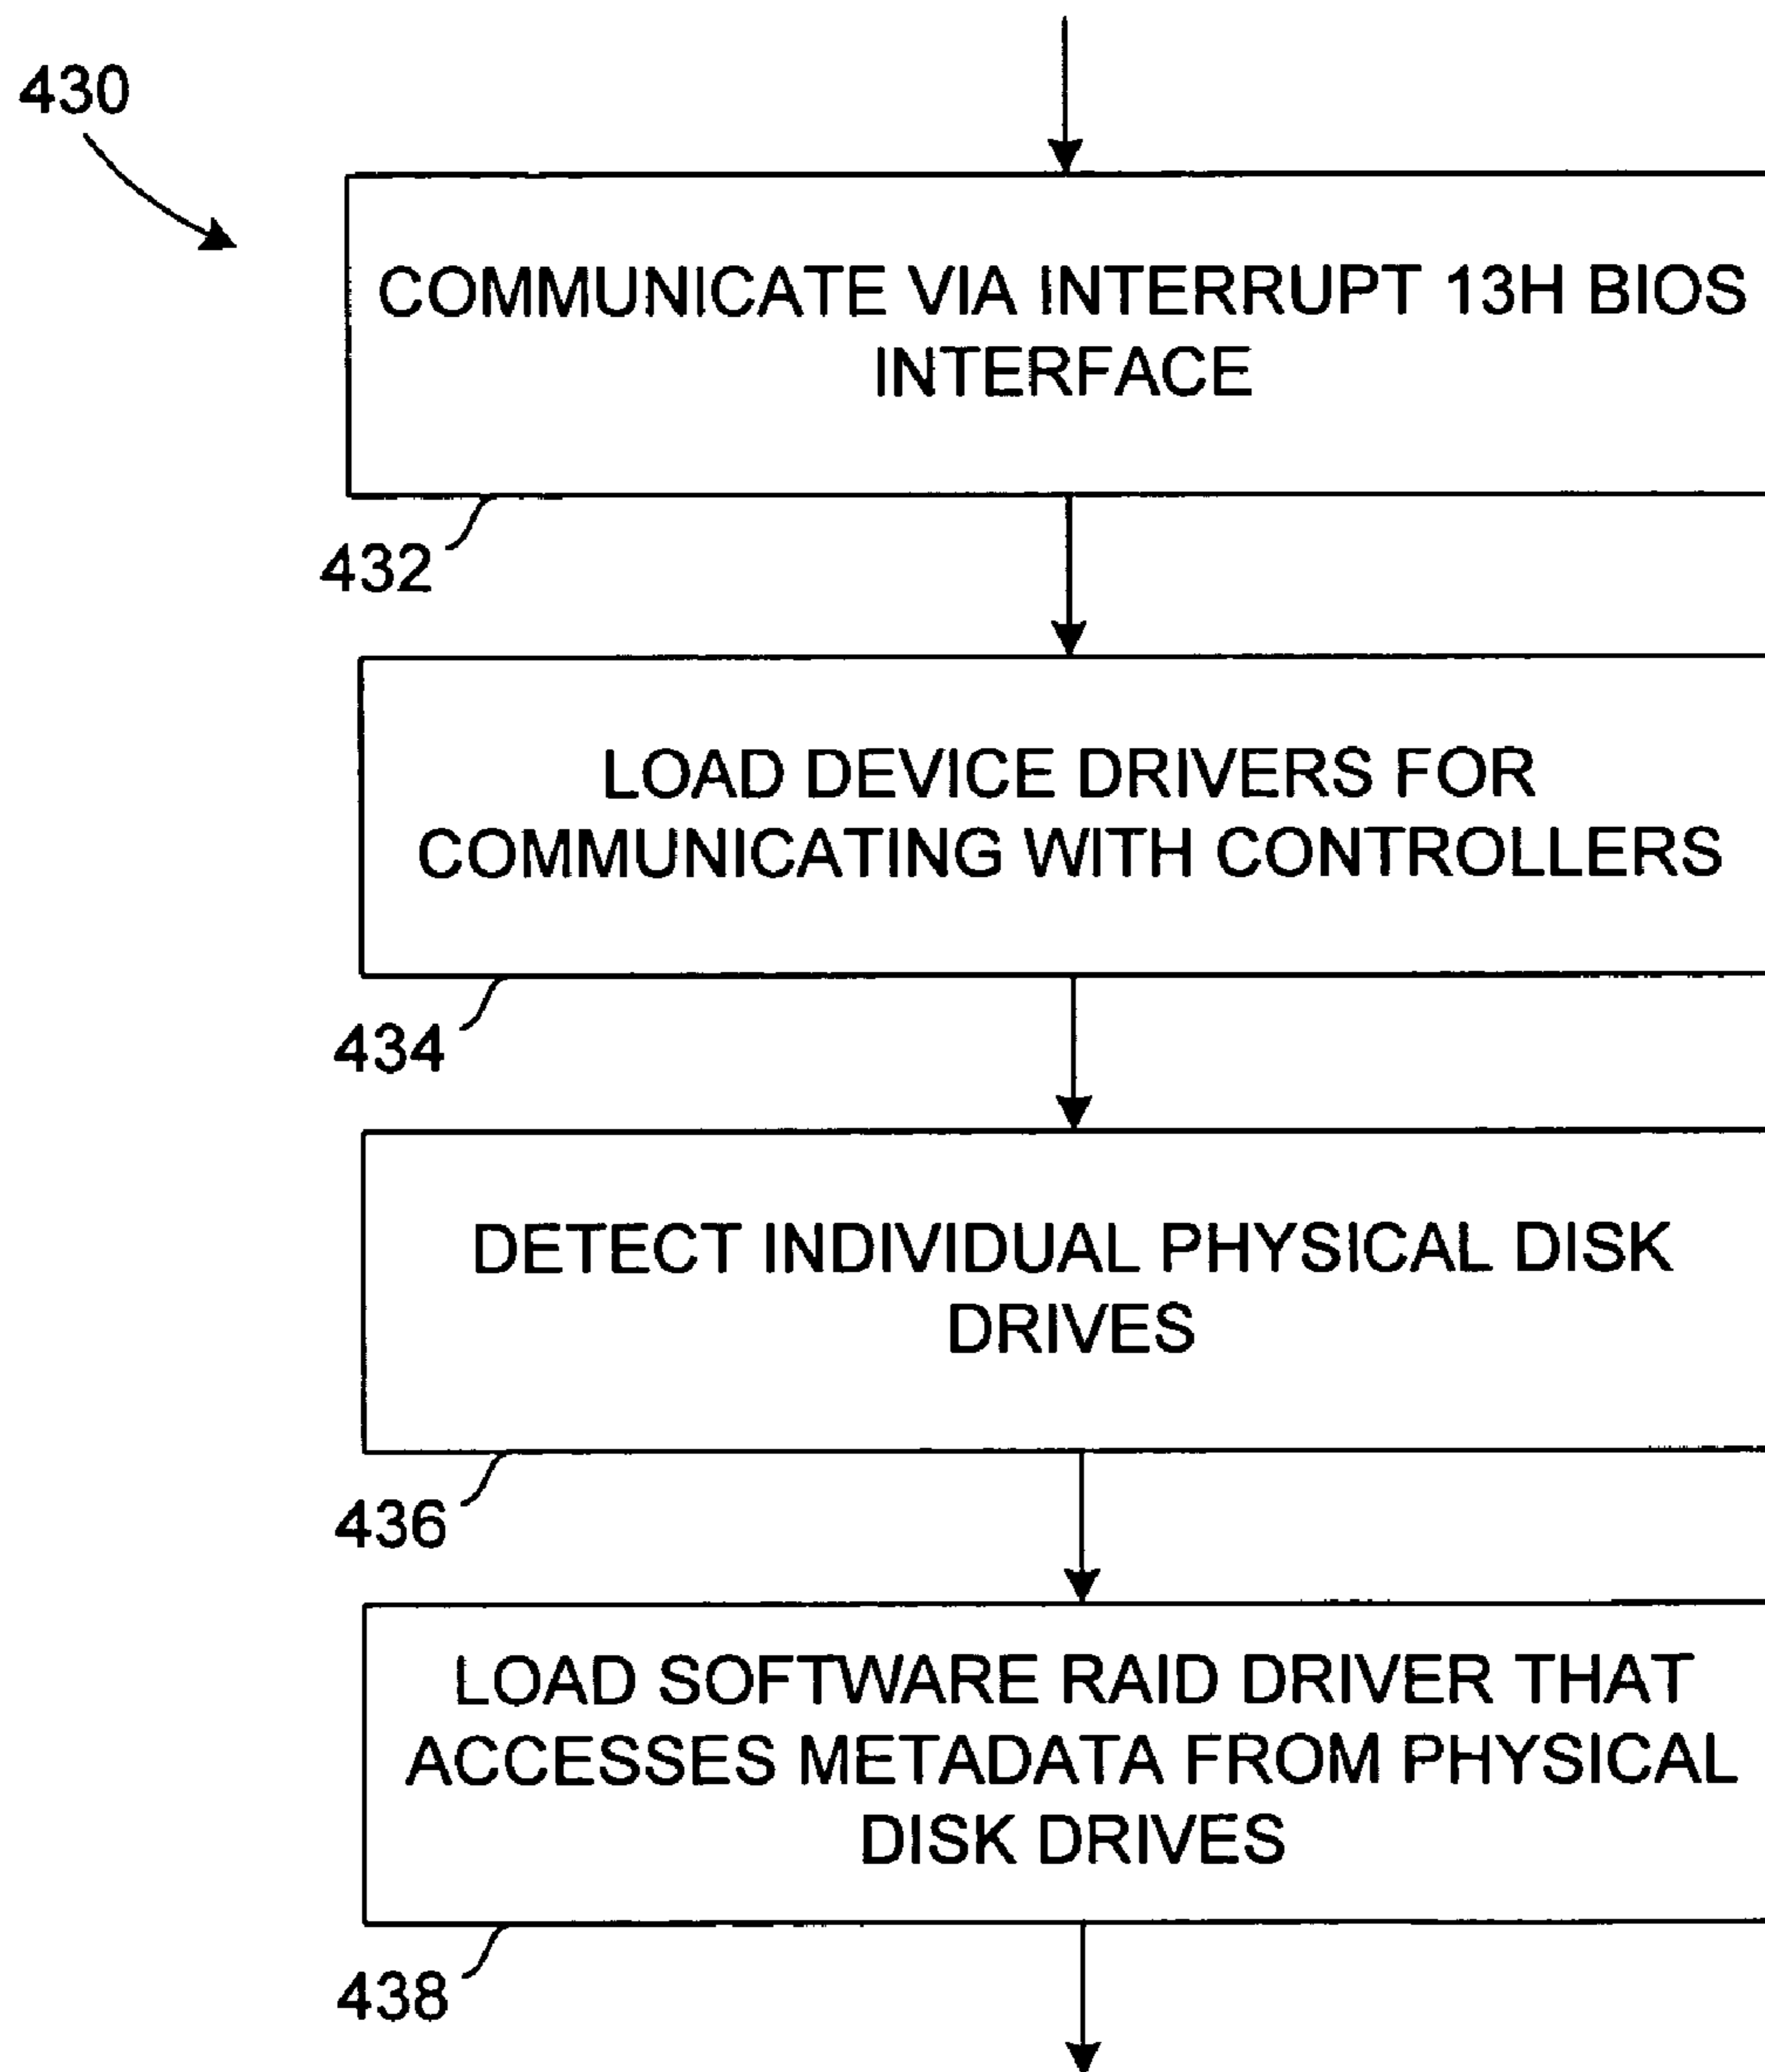 430
COMMUNICATE VIA INTERRUPT 13H BIOS
INTERFACE
432
LOAD DEVICE DRIVERS FOR
COMMUNICATING WITH CONTROLLERS
434
DETECT INDIVIDUAL PHYSICAL DISK
DRIVES
436
LOAD SOFTWARE RAID DRIVER THAT
ACCESSES METADATA FROM PHYSICAL
DISK DRIVES
438